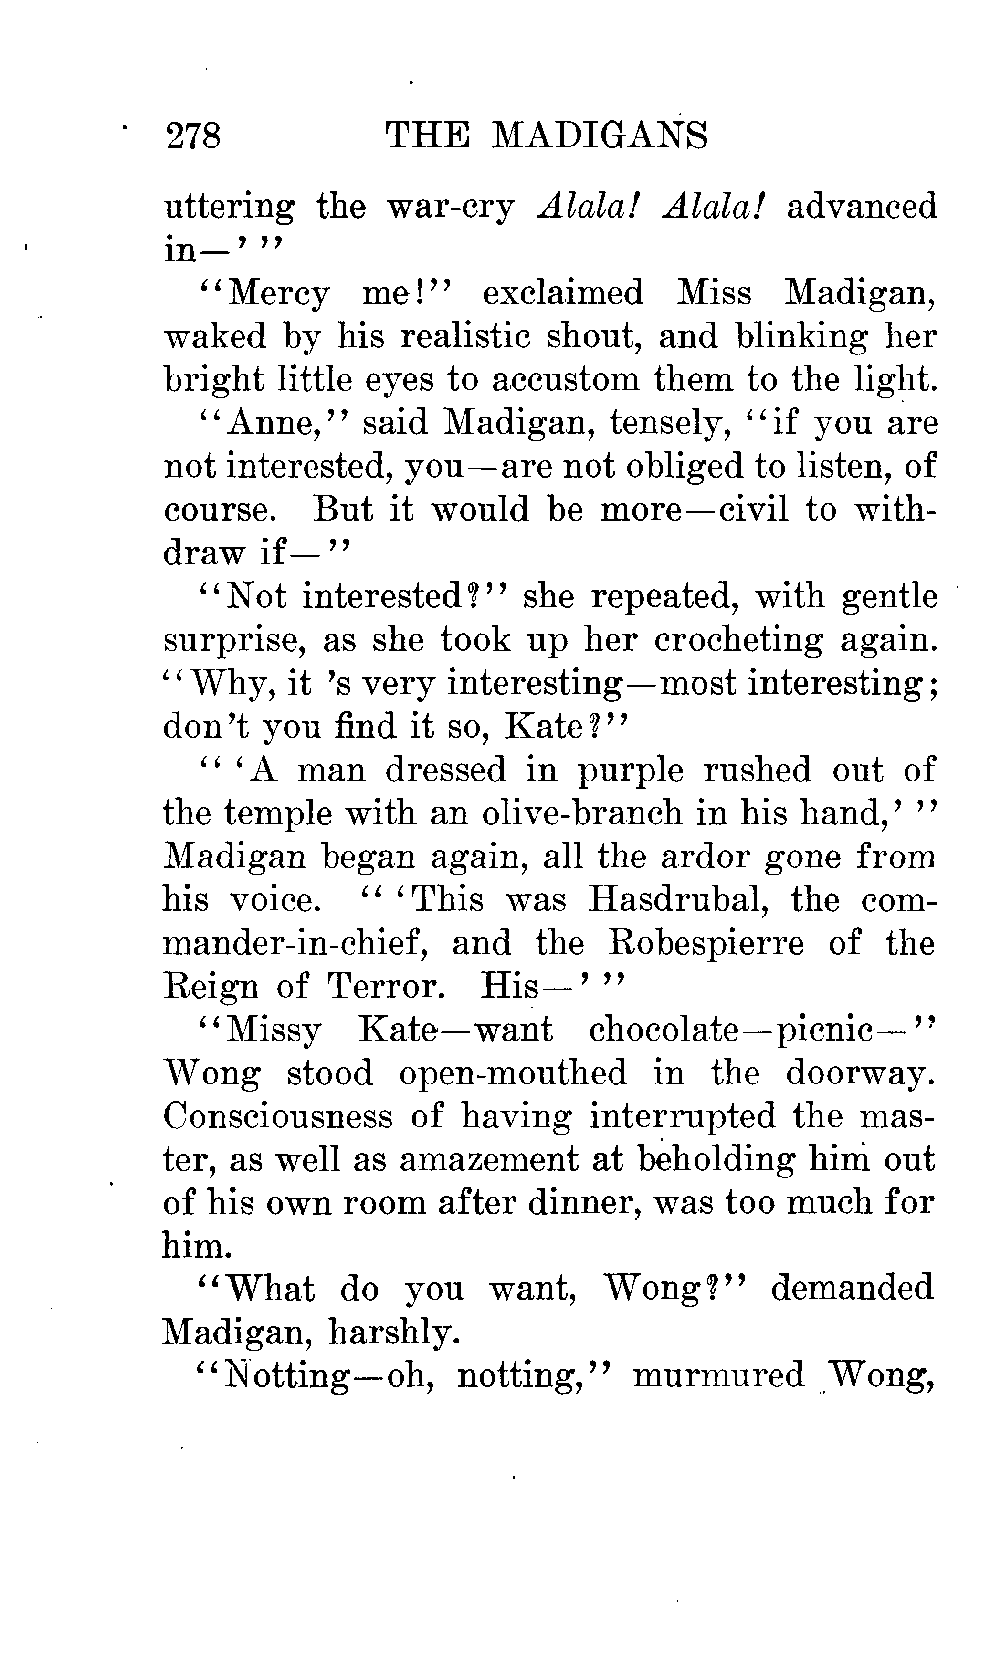 278 THE MADIGANS
uttering the war-cry Alala! Alala! advanced
in—' ''
''Mercy me!'' exclaimed Miss Madigan,
waked by his realistic shout, and blinking her
bright little eyes to accustom them to the light.
''Anne,'' said Madigan, tensely, ''if you are
not interested, you—are not obliged to listen, of
course. But it would be more—civil to with-
draw if—''
''Not interested?'' she repeated, with gentle
surprise, as she took up her crocheting again.
''Why, it 's very interesting—most interesting;
don't you find it so, Kate?''
'' 'A man dressed in purple rushed out of
the temple with an olive-branch in his hand,' ''
Madigan began again, all the ardor gone from
his voice. '' 'This was Hasdrubal, the com-
mander-in-chief, and the Robespierre of the
Reign of Terror. His—' ''
''Missy Kate—want chocolate—picnic—''
Wong stood open-mouthed in the doorway.
Consciousness of having interrupted the mas-
ter, as well as amazement at beholding him out
of his own room after dinner, was too much for
him.
''What do you want, Wong?'' demanded
Madigan, harshly.
''Notting—oh, notting,'' murmured Wong,